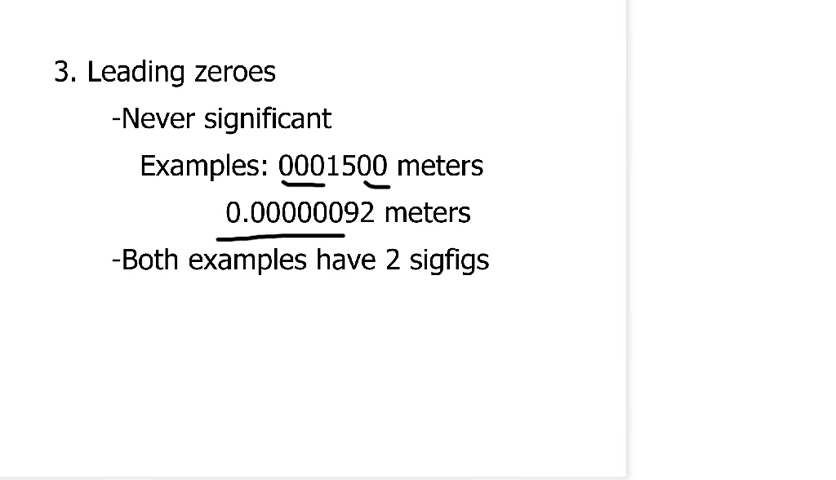 3. Leading zeroes
-Never significant
Examples: 0001500 meters
0.00000092 meters
-Both examples have 2 sigfigs